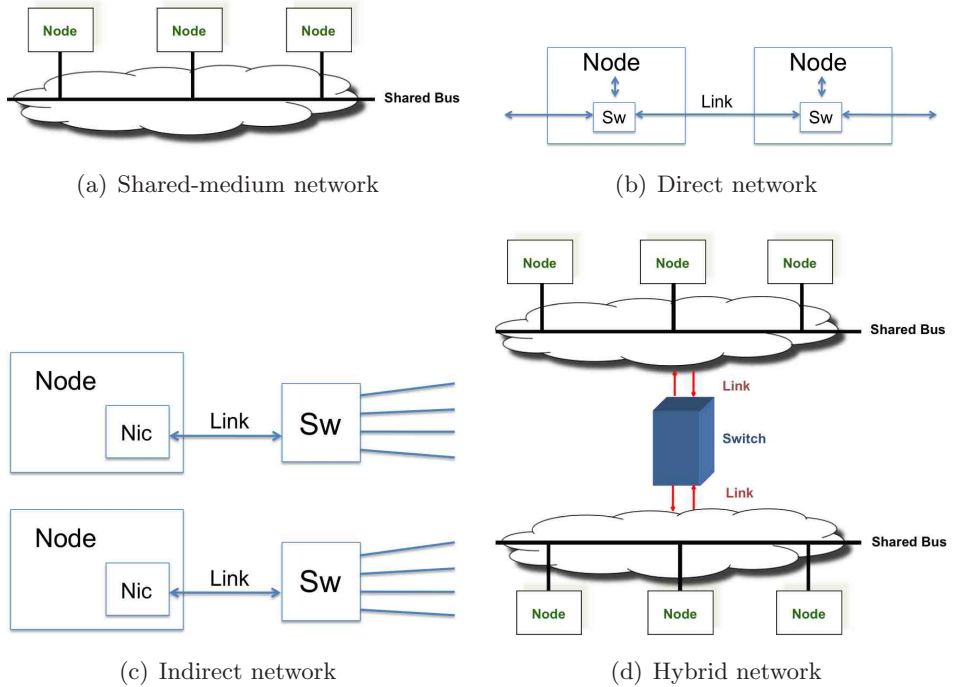 Node
Node
Node
Shared Bus
(a) Shared-medium network
Node
Node
Link
Sw
Sw
(b) Direct network
Node
Nic
Link
Sw
Node
Nic
Link
Sw
(c) Indirect network
Node
Node
Node
Shared Bus
Link
Switch
Link
Shared Bus
Node
Node
Node
(d) Hybrid network